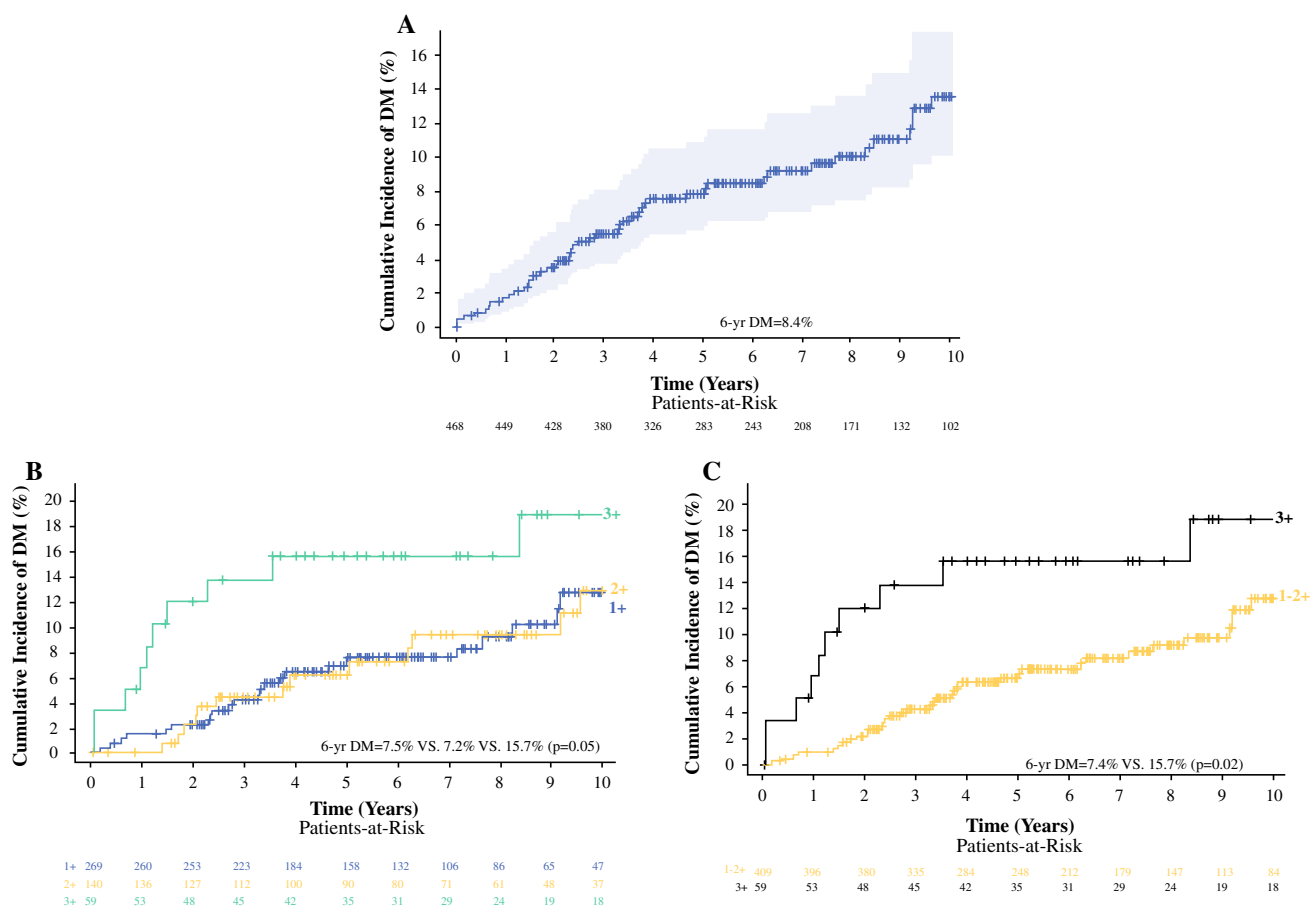 A
Cumulative Incidence of DM (%)
16
14
12
10
8
6
4
2
0
6-yr DM=8.4%
0 1 2 3 4 5 6 7 8 9 10
Time (Years)
Patients-at-Risk
468 449 428 380 326 283 243 208 171 132 102
B
Cumulative Incidence of DM (%)
20
18
16
14
12
10
8
6
4
2
0
3+
2+
1+
6-yr DM=7.5% VS. 7.2% VS. 15.7% (p=0.05)
0 1 2 3 4 5 6 7 8 9 10
Time (Years)
Patients-at-Risk
1+ 269 260 253 223 184 158 132 106 86 65 47
2+ 140 136 127 112 100 90 80 71 61 48 37
3+ 59 53 48 45 42 35 31 29 24 19 18
C
Cumulative Incidence of DM (%)
20
18
16
14
12
10
8
6
4
2
0
3+
1-2+
6-yr DM=7.4% VS. 15.7% (p=0.02)
0 1 2 3 4 5 6 7 8 9 10
Time (Years)
Patients-at-Risk
1-2+ 409 396 380 335 284 248 212 179 147 113 84
3+ 59 53 48 45 42 35 31 29 24 19 18